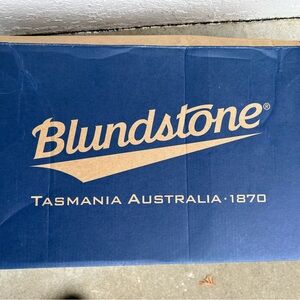 Blundstone®
TASMANIA AUSTRALIA · 1870